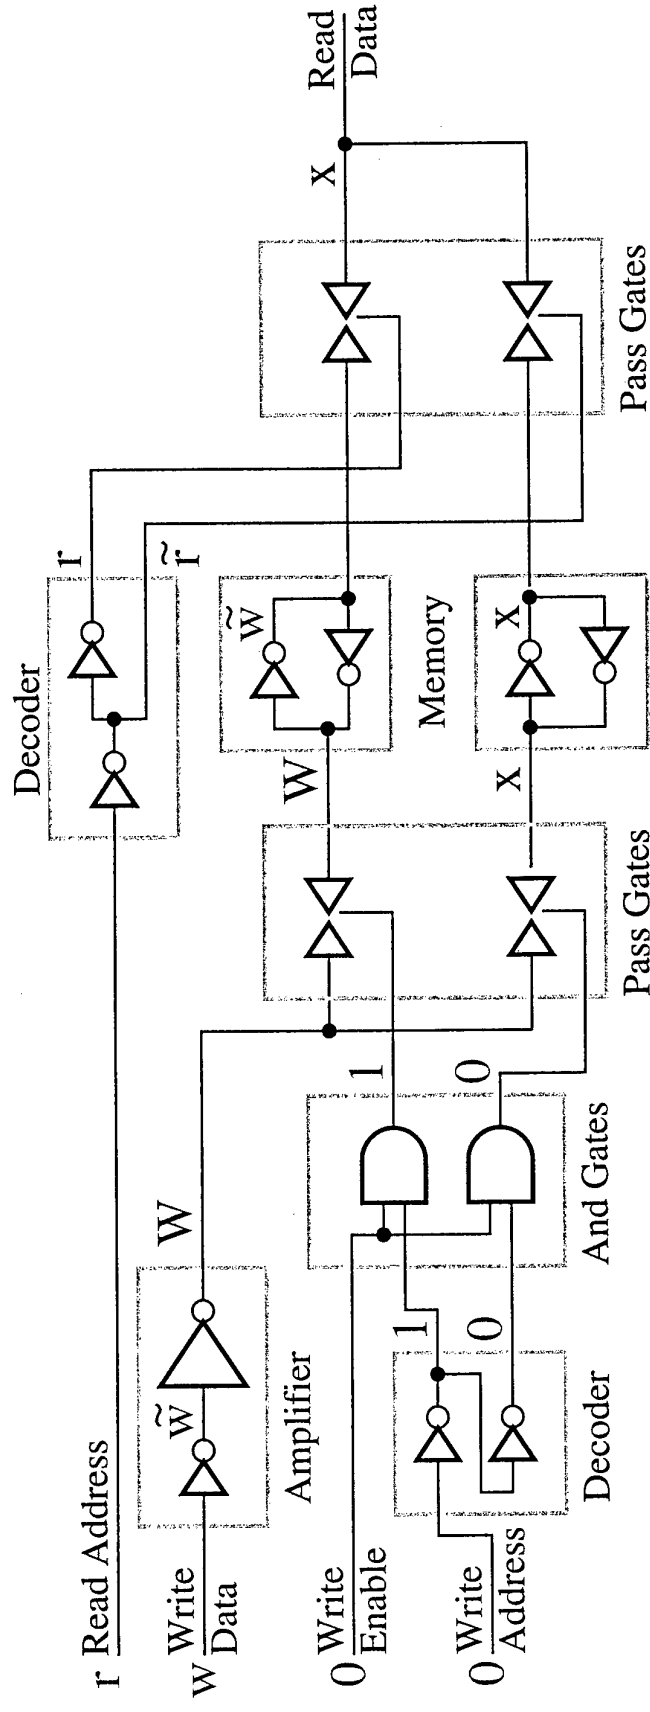 r Read Address
w Write
Data
0 Write
Enable
0 Write
Address
w̃
W
Amplifier
1
0
Decoder
1
0
And Gates
Pass Gates
W
x
w̃
x
Memory
Decoder
r
r̃
Pass Gates
x
Read
Data